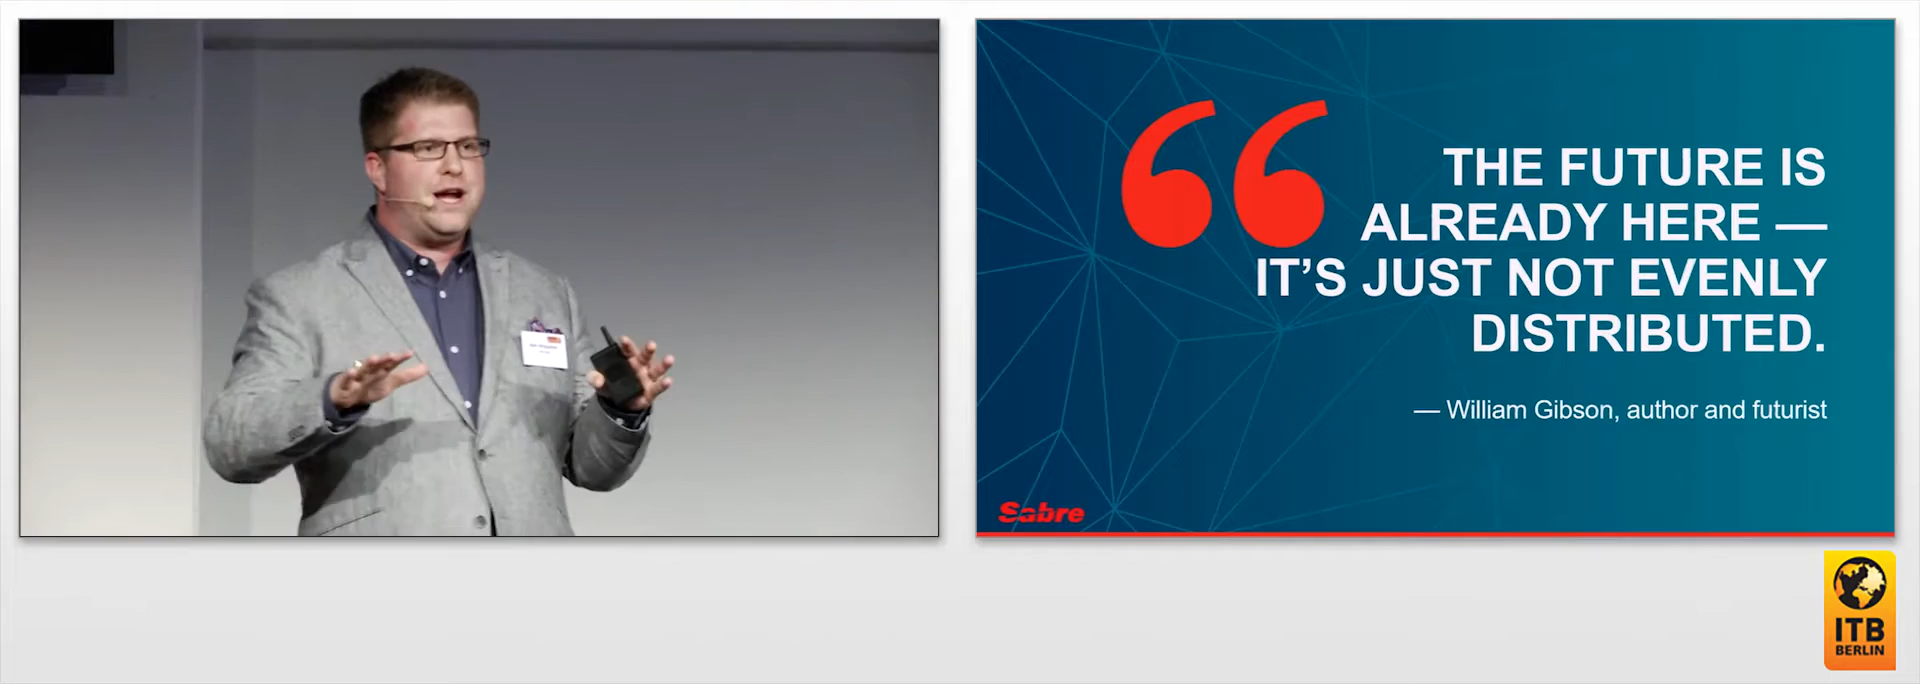 THE FUTURE IS
ALREADY HERE —
IT’S JUST NOT EVENLY
DISTRIBUTED.
— William Gibson, author and futurist
Sabre
ITB
BERLIN